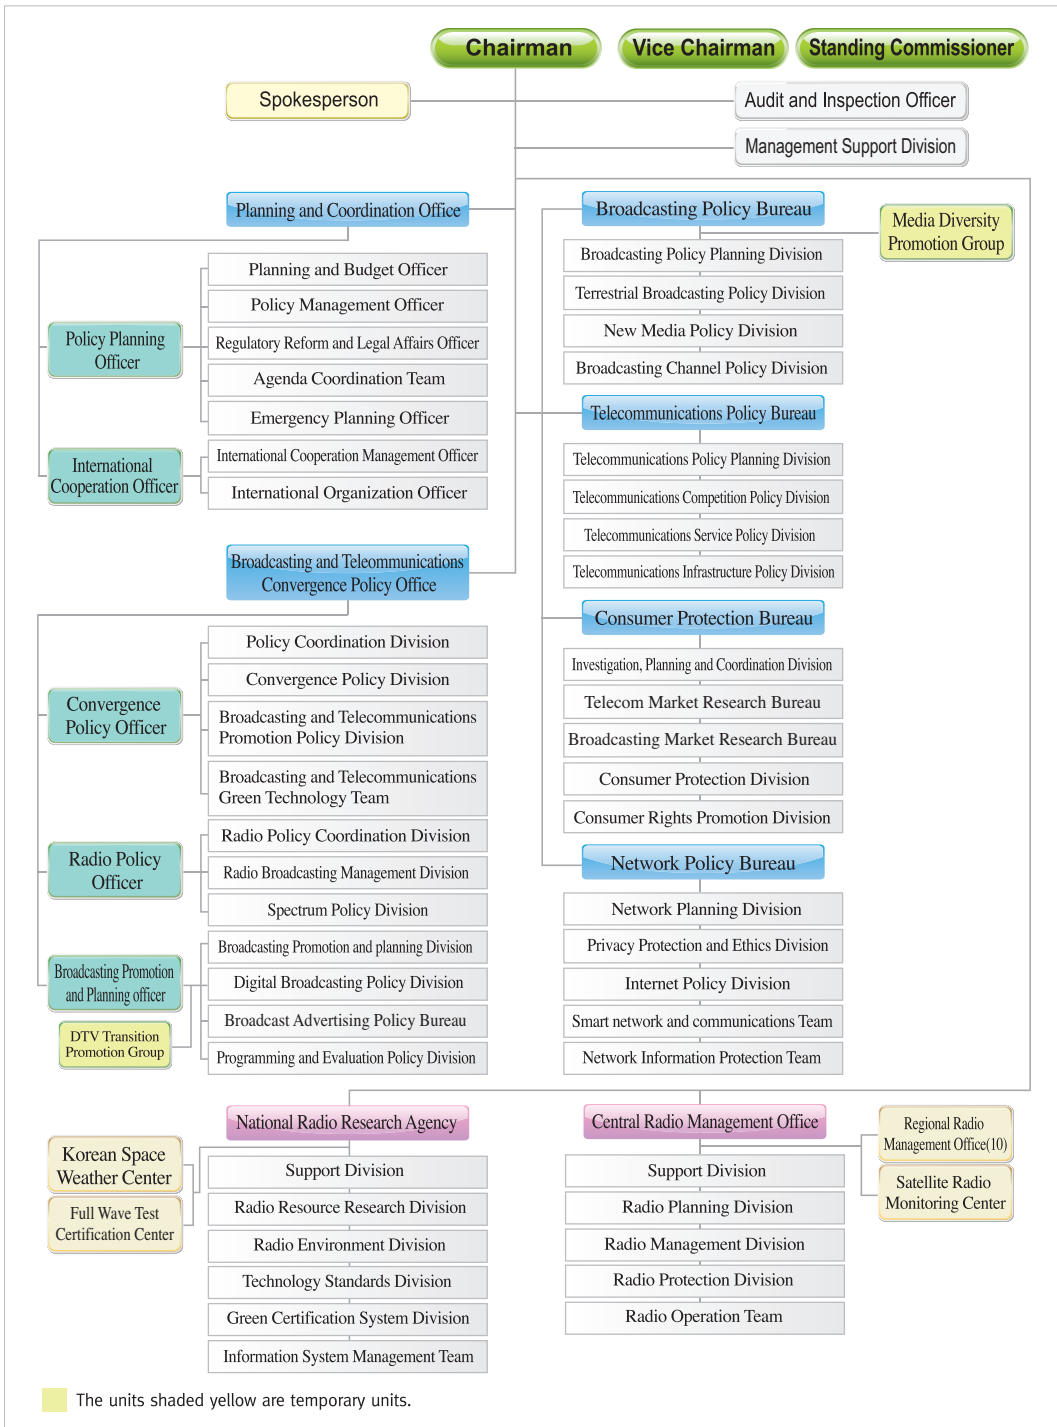 Chairman
Vice Chairman
Standing Commissioner
Spokesperson
Audit and Inspection Officer
Management Support Division
Planning and Coordination Office
Policy Planning
Officer
Planning and Budget Officer
Policy Management Officer
Regulatory Reform and Legal Affairs Officer
Agenda Coordination Team
Emergency Planning Officer
International
Cooperation Officer
International Cooperation Management Officer
International Organization Officer
Broadcasting and Teleommunications
Convergence Policy Office
Convergence
Policy Officer
Policy Coordination Division
Convergence Policy Division
Broadcasting and Telecommunications
Promotion Policy Division
Broadcasting and Telecommunications
Green Technology Team
Radio Policy
Officer
Radio Policy Coordination Division
Radio Broadcasting Management Division
Spectrum Policy Division
Broadcasting Promotion
and Planning officer
DTV Transition
Promotion Group
Broadcasting Promotion and planning Division
Digital Broadcasting Policy Division
Broadcast Advertising Policy Bureau
Programming and Evaluation Policy Division
Broadcasting Policy Bureau
Media Diversity
Promotion Group
Broadcasting Policy Planning Division
Terrestrial Broadcasting Policy Division
New Media Policy Division
Broadcasting Channel Policy Division
Telecommunications Policy Bureau
Telecommunications Policy Planning Division
Telecommunications Competition Policy Division
Telecommunications Service Policy Division
Telecommunications Infrastructure Policy Division
Consumer Protection Bureau
Investigation, Planning and Coordination Division
Telecom Market Research Bureau
Broadcasting Market Research Bureau
Consumer Protection Division
Consumer Rights Promotion Division
Network Policy Bureau
Network Planning Division
Privacy Protection and Ethics Division
Internet Policy Division
Smart network and communications Team
Network Information Protection Team
National Radio Research Agency
Korean Space
Weather Center
Full Wave Test
Certification Center
Support Division
Radio Resource Research Division
Radio Environment Division
Technology Standards Division
Green Certification System Division
Information System Management Team
Central Radio Management Office
Regional Radio
Management Office(10)
Satellite Radio
Monitoring Center
Support Division
Radio Planning Division
Radio Management Division
Radio Protection Division
Radio Operation Team
The units shaded yellow are temporary units.